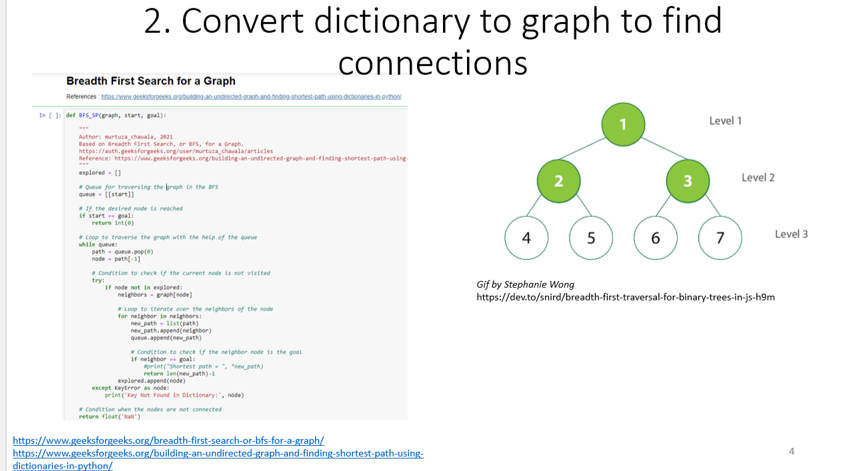 2. Convert dictionary to graph to find
connections
Breadth First Search for a Graph
References : https://www.geeksforgeeks.org/building-an-undirected-graph-and-finding-shortest-path-using-dictionaries-in-python/
In [ ]: def BFS_SP(graph, start, goal):
"""
Author: murtuza_chawala, 2021
Based on Breadth First Search, or BFS, for a Graph.
https://auth.geeksforgeeks.org/user/murtuza_chawala/articles
Reference: https://www.geeksforgeeks.org/building-an-undirected-graph-and-finding-shortest-path-using-
"""
explored = []
# Queue for traversing the graph in the BFS
queue = [[start]]
# If the desired node is reached
if start == goal:
return int(0)
# Loop to traverse the graph with the help of the queue
while queue:
path = queue.pop(0)
node = path[-1]
# Condition to check if the current node is not visited
try:
if node not in explored:
neighbors = graph[node]
# Loop to iterate over the neighbors of the node
for neighbor in neighbors:
new_path = list(path)
new_path.append(neighbor)
queue.append(new_path)
# Condition to check if the neighbor node is the goal
if neighbor == goal:
#print("Shortest path = ", *new_path)
return len(new_path)-1
explored.append(node)
except KeyError as node:
print('Key Not Found in Dictionary:', node)
# Condition when the nodes are not connected
return float('NaN')
1
Level 1
2
3
Level 2
4
5
6
7
Level 3
Gif by Stephanie Wong
https://dev.to/snird/breadth-first-traversal-for-binary-trees-in-js-h9m
https://www.geeksforgeeks.org/breadth-first-search-or-bfs-for-a-graph/
https://www.geeksforgeeks.org/building-an-undirected-graph-and-finding-shortest-path-using-
dictionaries-in-python/
4